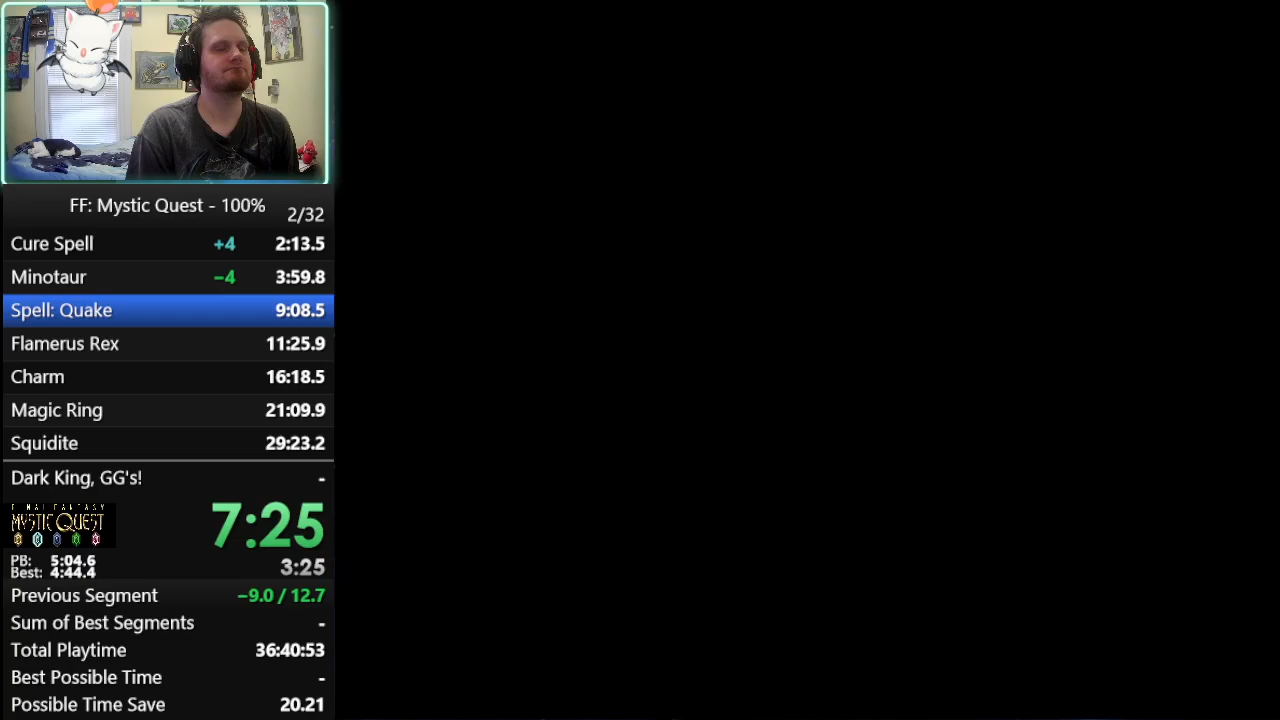 FF: Mystic Quest - 100%
2/32
Cure Spell +4 2:13.5
Minotaur −4 3:59.8
Spell: Quake 9:08.5
Flamerus Rex 11:25.9
Charm 16:18.5
Magic Ring 21:09.9
Squidite 29:23.2
Dark King, GG's! -
FINAL FANTASY
MYSTIC QUEST
7:25
PB: 5:04.6
Best: 4:44.4
3:25
Previous Segment −9.0 / 12.7
Sum of Best Segments -
Total Playtime 36:40:53
Best Possible Time -
Possible Time Save 20.21